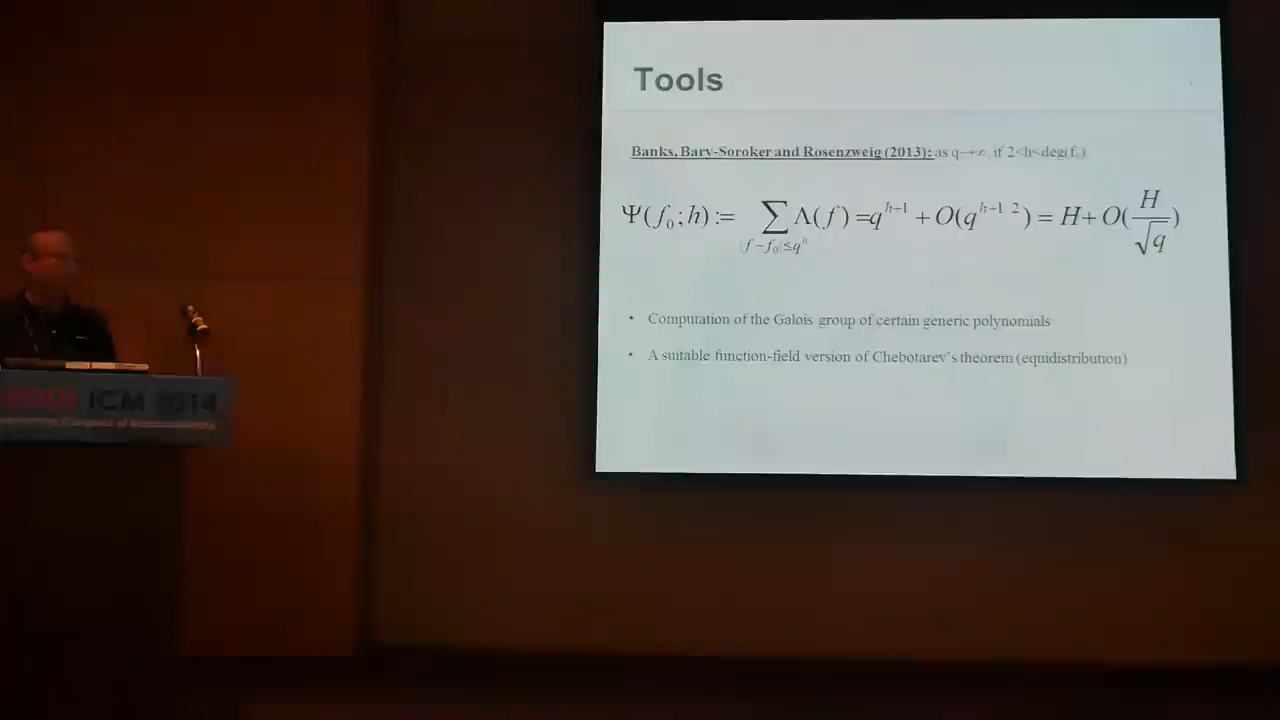 Tools
Banks, Bary-Soroker and Rosenzweig (2013): as q→∞, if 2<h<deg(f₀)
Ψ(f₀;h) := ∑ Λ(f) = q^{h+1} + O(q^{h+1/2}) = H + O(H/√q)
|f−f₀|≤q^h
• Computation of the Galois group of certain generic polynomials
• A suitable function-field version of Chebotarev's theorem (equidistribution)
ICM 2014